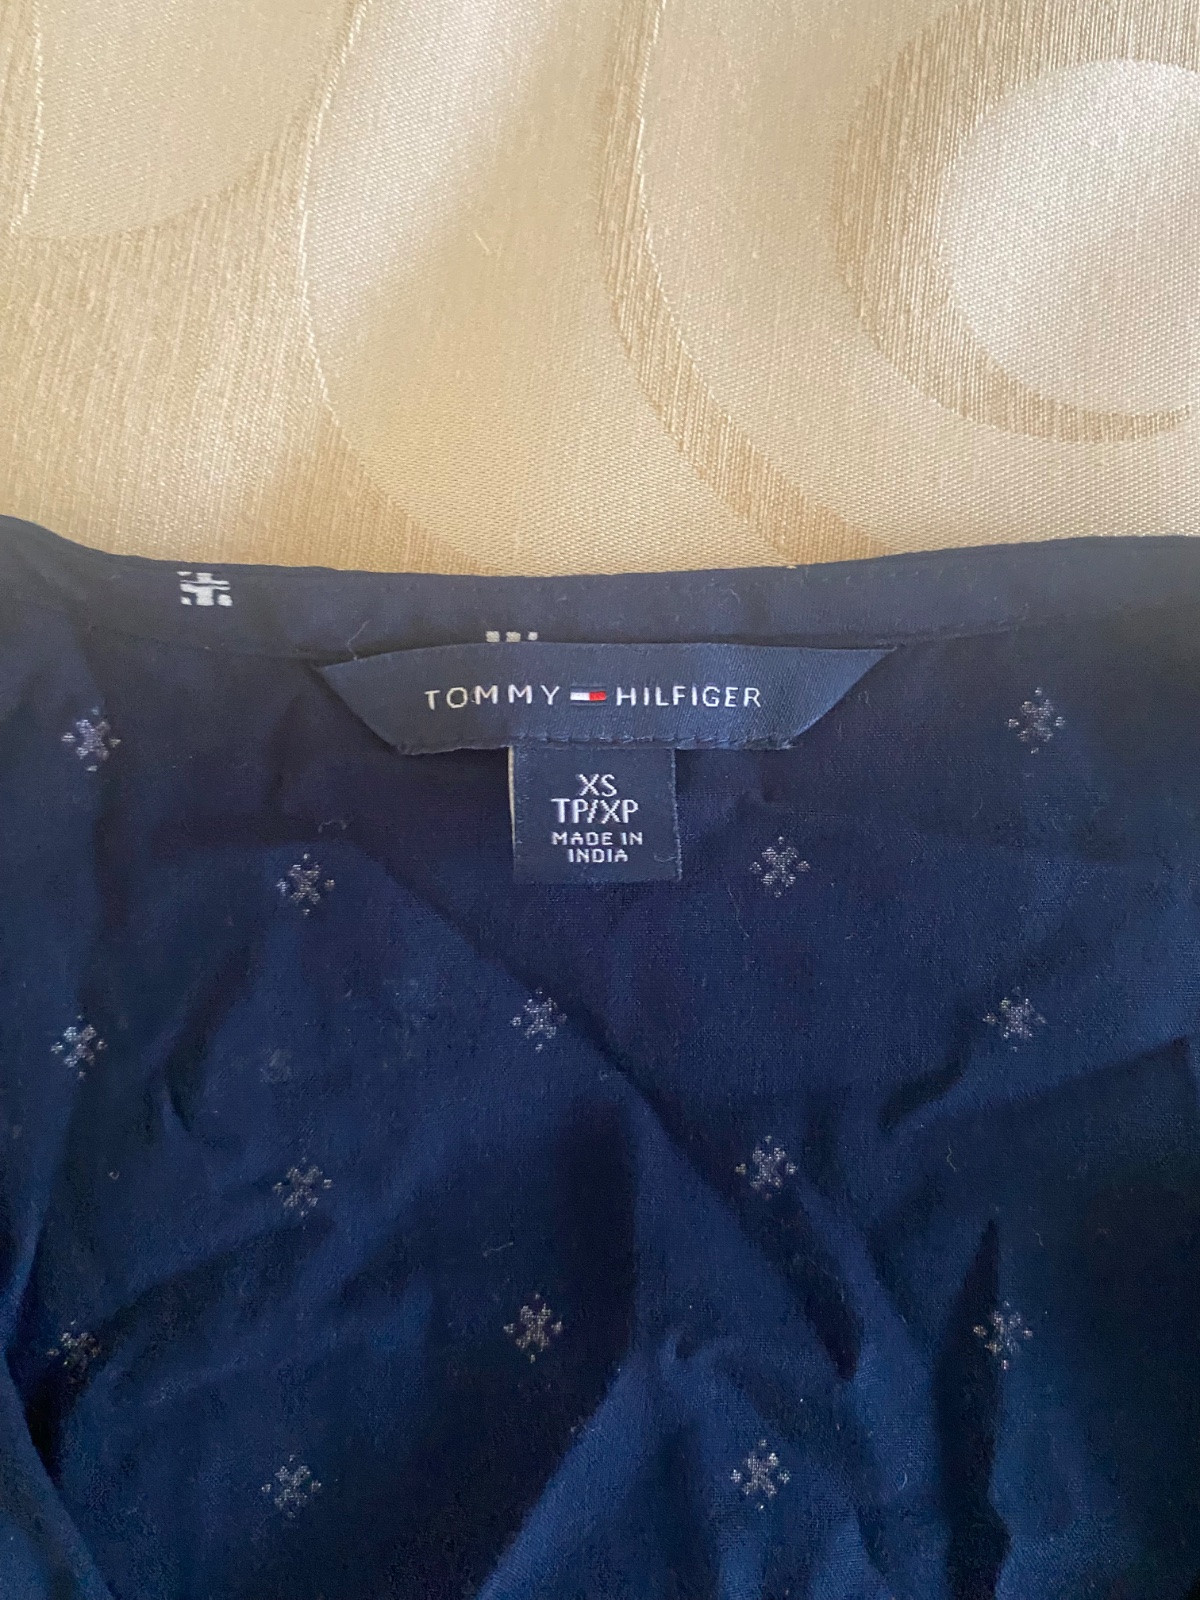 TOMMY HILFIGER
XS
TP/XP
MADE IN
INDIA